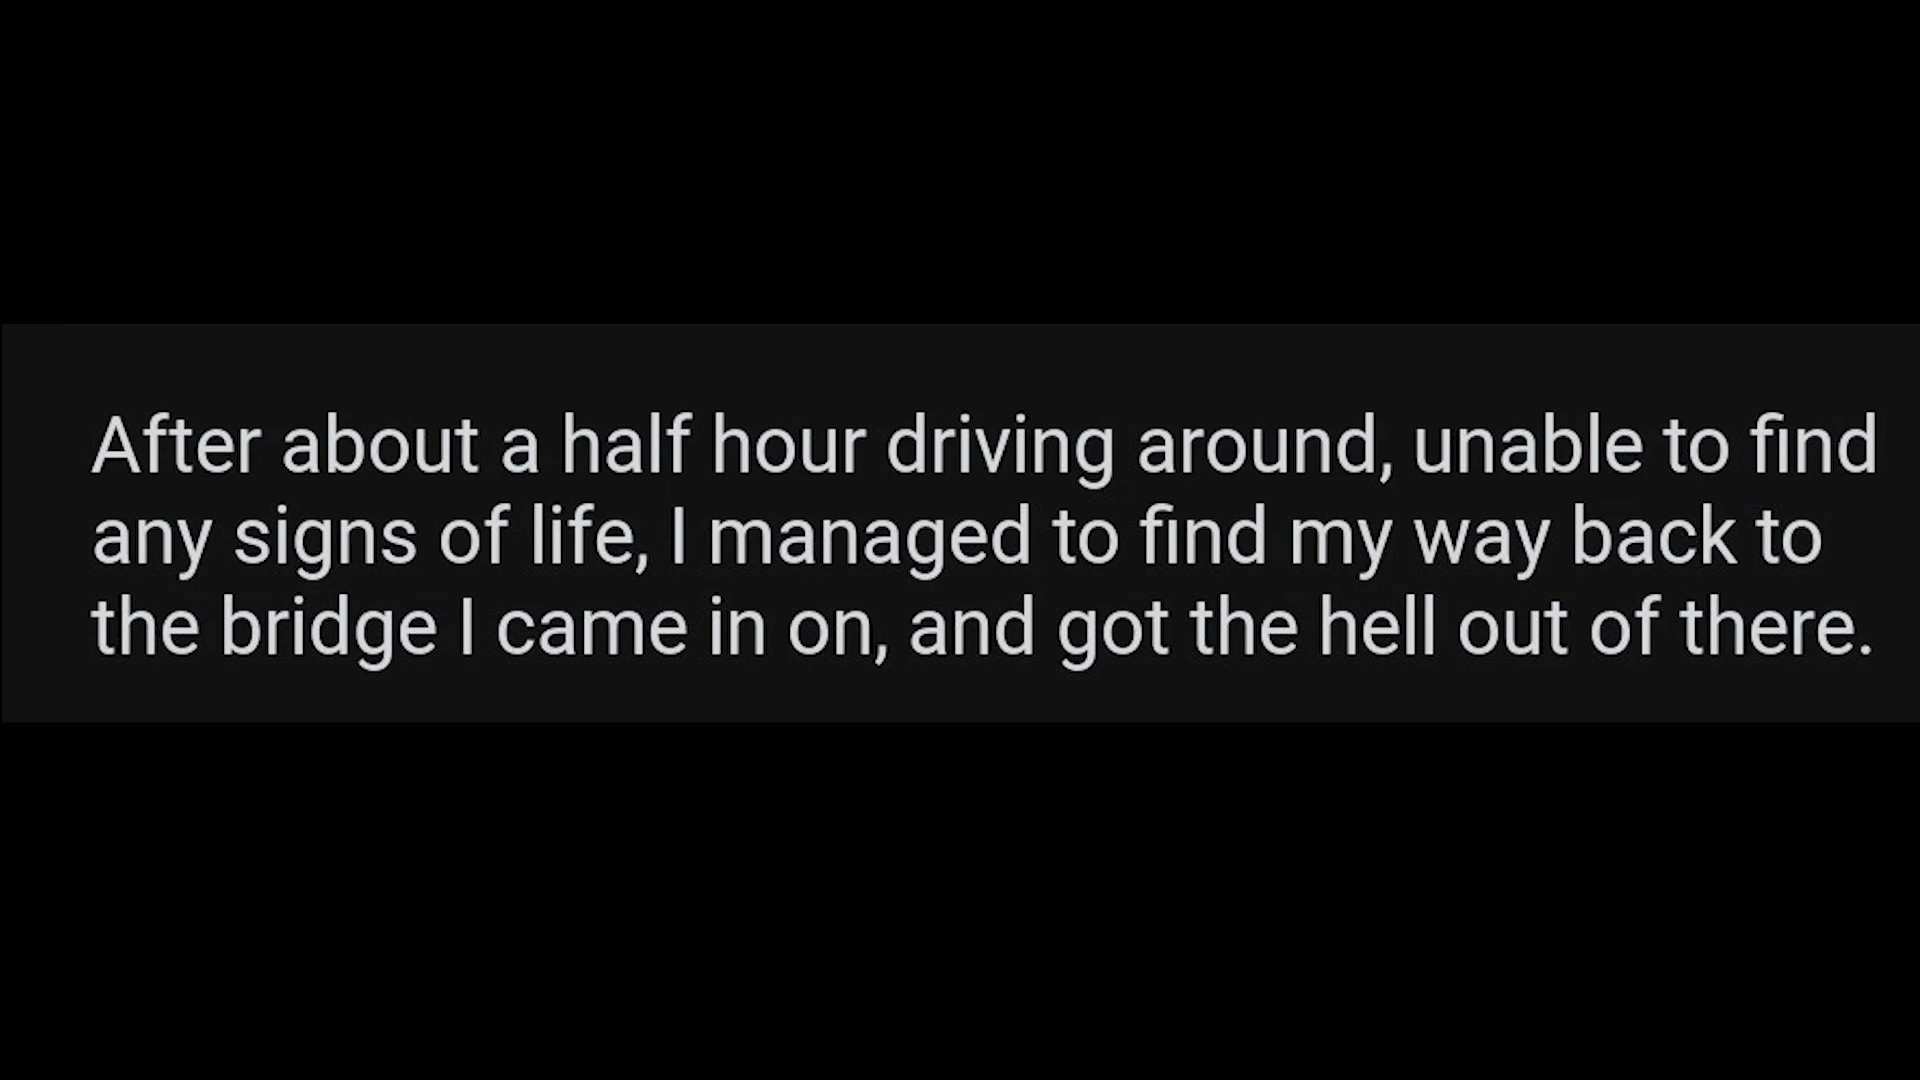 After about a half hour driving around, unable to find
any signs of life, I managed to find my way back to
the bridge I came in on, and got the hell out of there.